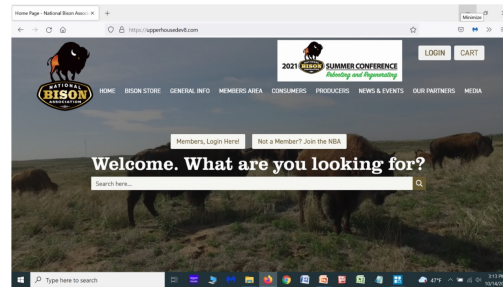 Home Page - National Bison Associ
Minimize
https://upperhousedev8.com
NATIONAL
BISON
ASSOCIATION
2021 BISON SUMMER CONFERENCE
Rebooting and Regenerating
LOGIN
CART
HOME
BISON STORE
GENERAL INFO
MEMBERS AREA
CONSUMERS
PRODUCERS
NEWS & EVENTS
OUR PARTNERS
MEDIA
Members, Login Here!
Not a Member? Join the NBA
Welcome. What are you looking for?
Search here...
Type here to search
47°F
3:13 PM